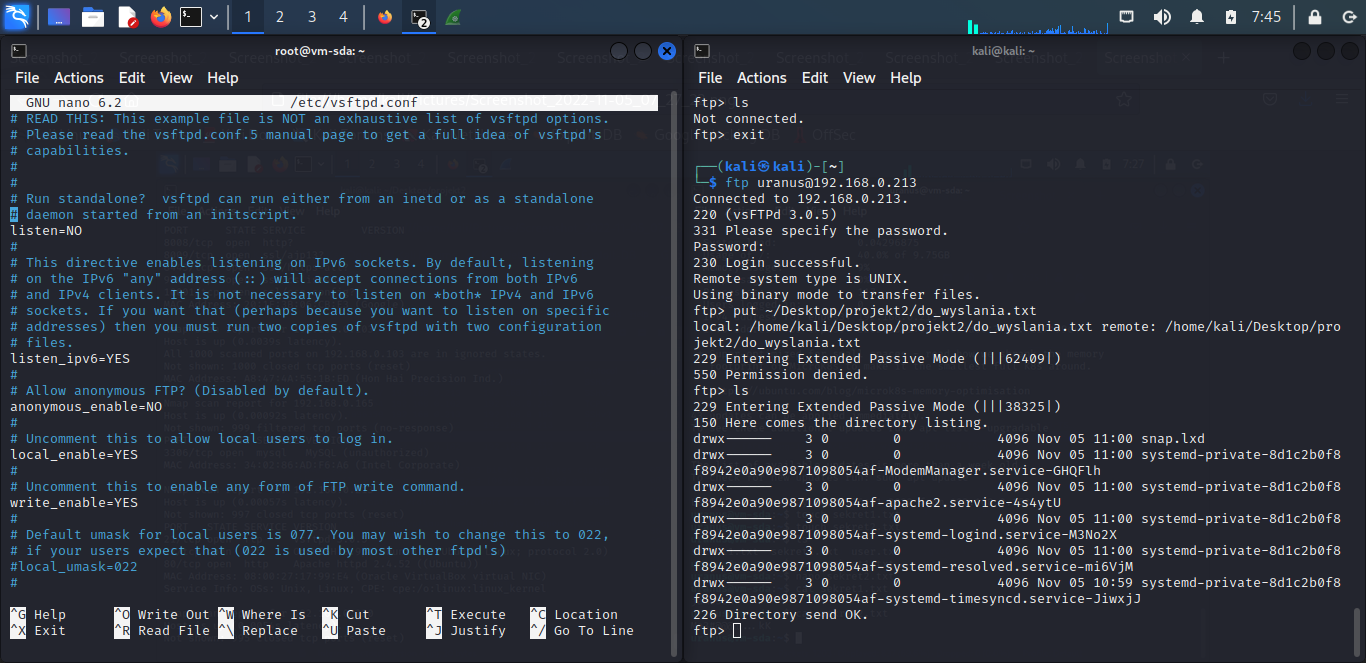 1 2 3 4 2 7:45
root@vm-sda: ~
File Actions Edit View Help
GNU nano 6.2 /etc/vsftpd.conf
# READ THIS: This example file is NOT an exhaustive list of vsftpd options.
# Please read the vsftpd.conf.5 manual page to get a full idea of vsftpd's
# capabilities.
#
#
# Run standalone?  vsftpd can run either from an inetd or as a standalone
# daemon started from an initscript.
listen=NO
#
# This directive enables listening on IPv6 sockets. By default, listening
# on the IPv6 "any" address (::) will accept connections from both IPv6
# and IPv4 clients. It is not necessary to listen on *both* IPv4 and IPv6
# sockets. If you want that (perhaps because you want to listen on specific
# addresses) then you must run two copies of vsftpd with two configuration
# files.
listen_ipv6=YES
#
# Allow anonymous FTP? (Disabled by default).
anonymous_enable=NO
#
# Uncomment this to allow local users to log in.
local_enable=YES
#
# Uncomment this to enable any form of FTP write command.
write_enable=YES
#
# Default umask for local users is 077. You may wish to change this to 022,
# if your users expect that (022 is used by most other ftpd's)
#local_umask=022
#
^G Help ^O Write Out ^W Where Is ^K Cut ^T Execute ^C Location
^X Exit ^R Read File ^\ Replace ^U Paste ^J Justify ^/ Go To Line
kali@kali: ~
File Actions Edit View Help
ftp> ls
Not connected.
ftp> exit
┌──(kali㉿kali)-[~]
└─$ ftp uranus@192.168.0.213
Connected to 192.168.0.213.
220 (vsFTPd 3.0.5)
331 Please specify the password.
Password:
230 Login successful.
Remote system type is UNIX.
Using binary mode to transfer files.
ftp> put ~/Desktop/projekt2/do_wyslania.txt
local: /home/kali/Desktop/projekt2/do_wyslania.txt remote: /home/kali/Desktop/pro
jekt2/do_wyslania.txt
229 Entering Extended Passive Mode (|||62409|)
550 Permission denied.
ftp> ls
229 Entering Extended Passive Mode (|||38325|)
150 Here comes the directory listing.
drwx------ 3 0 0 4096 Nov 05 11:00 snap.lxd
drwx------ 3 0 0 4096 Nov 05 11:00 systemd-private-8d1c2b0f8
f8942e0a90e9871098054af-ModemManager.service-GHQFlh
drwx------ 3 0 0 4096 Nov 05 11:00 systemd-private-8d1c2b0f8
f8942e0a90e9871098054af-apache2.service-4s4ytU
drwx------ 3 0 0 4096 Nov 05 11:00 systemd-private-8d1c2b0f8
f8942e0a90e9871098054af-systemd-logind.service-M3No2X
drwx------ 3 0 0 4096 Nov 05 11:00 systemd-private-8d1c2b0f8
f8942e0a90e9871098054af-systemd-resolved.service-mi6VjM
drwx------ 3 0 0 4096 Nov 05 10:59 systemd-private-8d1c2b0f8
f8942e0a90e9871098054af-systemd-timesyncd.service-JiwxjJ
226 Directory send OK.
ftp>